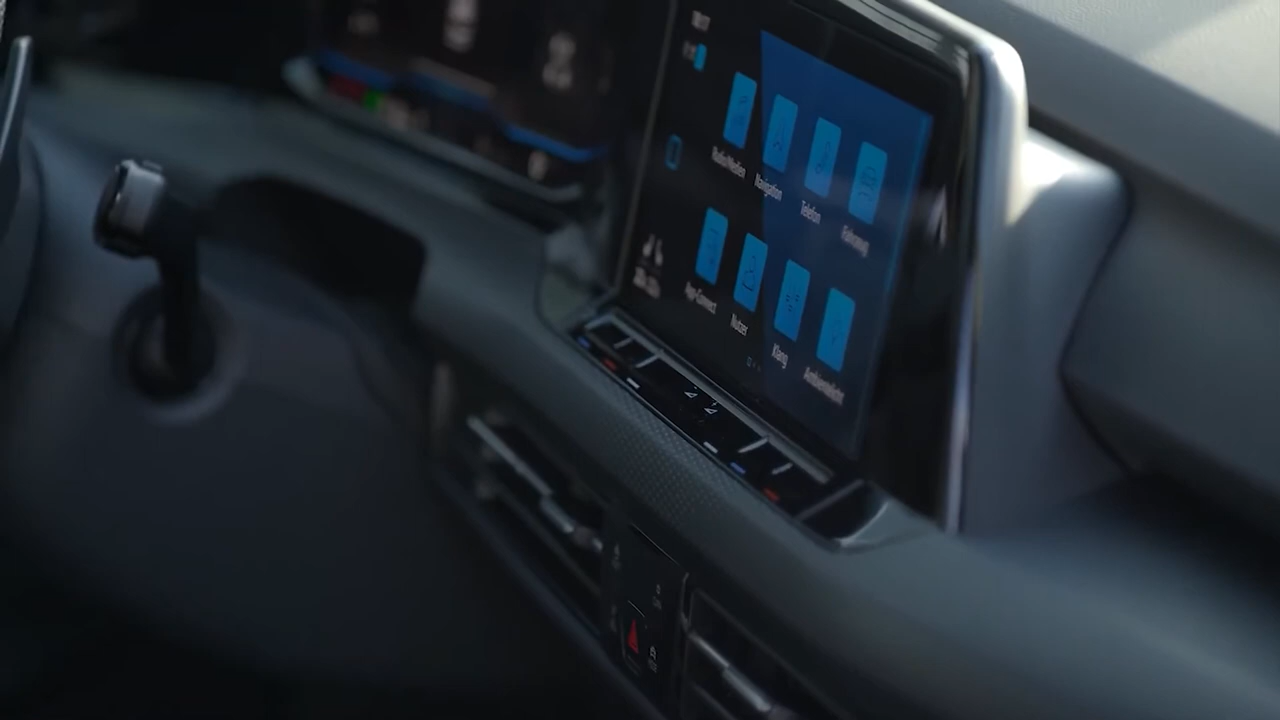 Radio/Medien
Navigation
Telefon
Fahrzeug
App-Connect
Nutzer
Klang
Ambientelicht